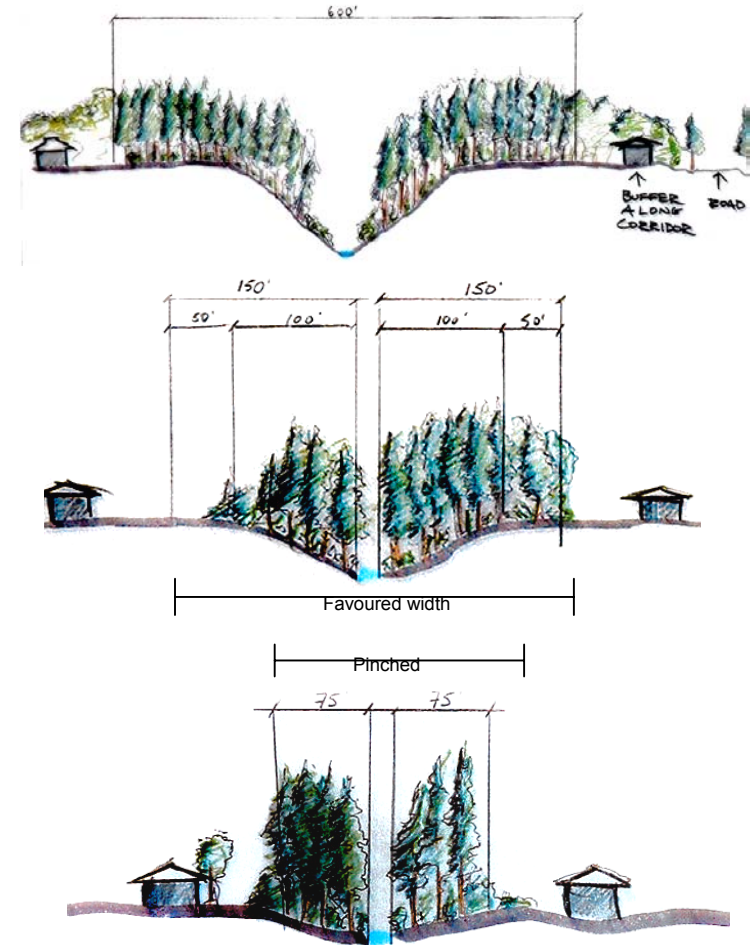 600'
BUFFER
ALONG
CORRIDOR
ROAD
150' 150'
50' 100' 100' 50'
Favoured width
Pinched
75' 75'